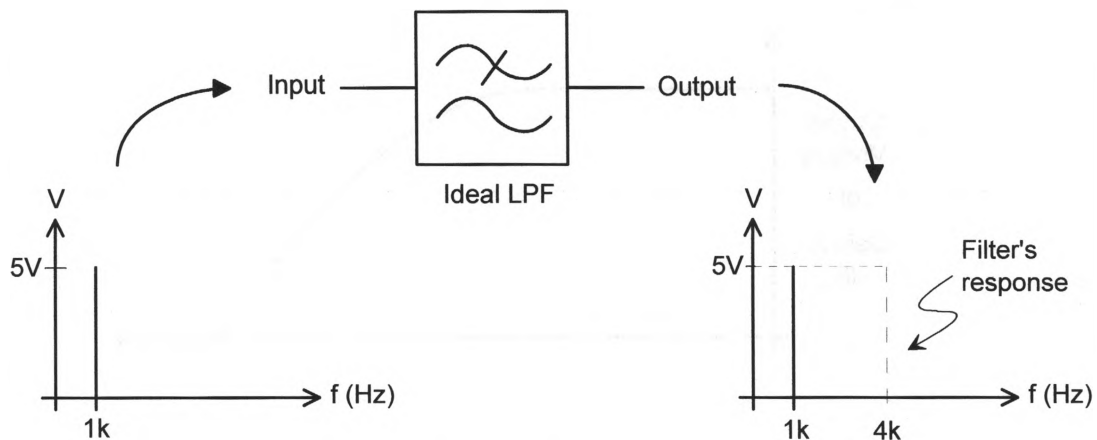 Input
Output
Ideal LPF
V
5V
f (Hz)
1k
V
5V
Filter's
response
f (Hz)
1k
4k